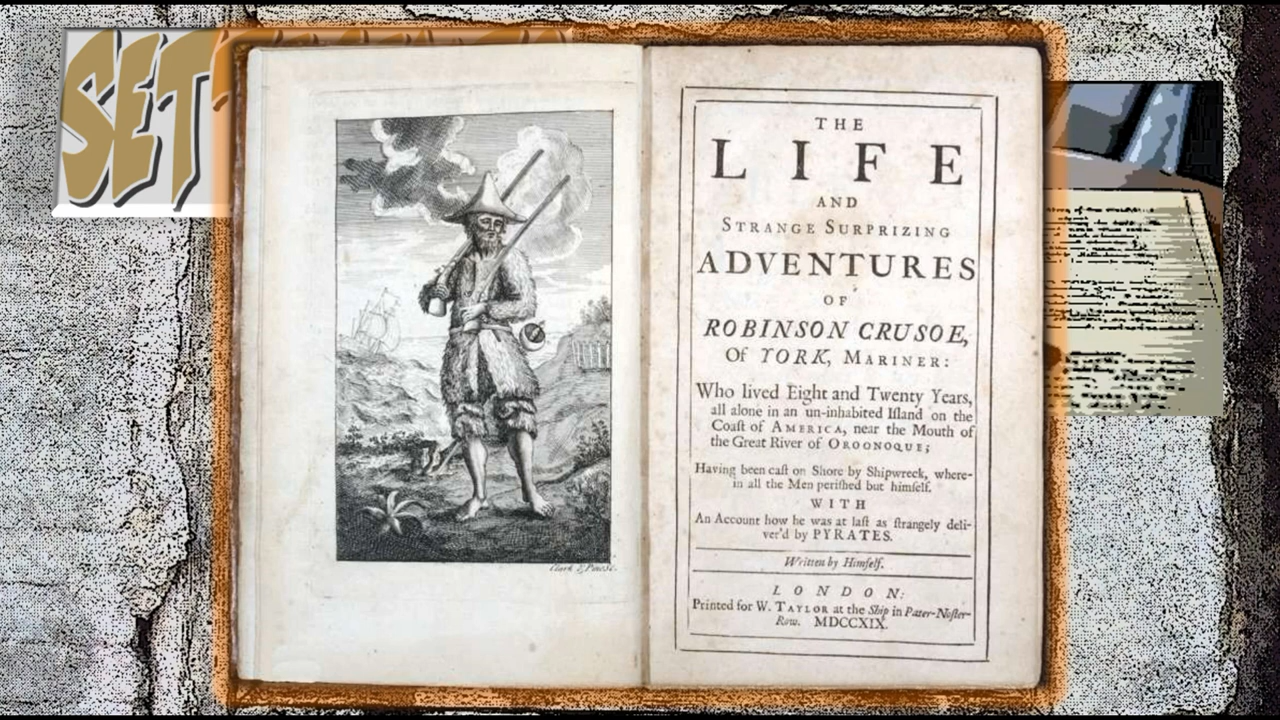 SET
THE
LIFE
AND
STRANGE SURPRIZING
ADVENTURES
OF
ROBINSON CRUSOE,
Of YORK, MARINER:
Who lived Eight and Twenty Years,
all alone in an un-inhabited Iſland on the
Coaſt of AMERICA, near the Mouth of
the Great River of OROONOQUE;
Having been caſt on Shore by Shipwreck, where-
in all the Men periſhed but himſelf.
WITH
An Account how he was at laſt as ſtrangely deli-
ver'd by PYRATES.
Written by Himſelf.
LONDON:
Printed for W. TAYLOR at the Ship in Pater-Noſter-
Row. MDCCXIX.
Clark & Pine Sc.